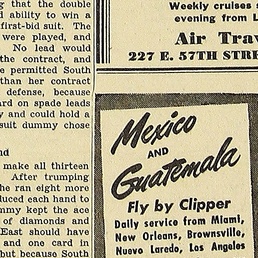 ng that the double
ability to win a
first-bid suit. The
were played, and
No lead would
the contract, and
e permitted South
than her contract
defense, because
ard on spade leads
y and could hold a
suit dummy chose
nd
make all thirteen
After trumping
he ran eight more
duced each hand to
mmy kept the ace
of diamonds and
East should have
and one card in
but because South
Weekly cruises
evening from
Air Trav
227 E. 57TH STRE
Mexico
AND
Guatemala
Fly by Clipper
Daily service from Miami,
New Orleans, Brownsville,
Nuevo Laredo, Los Angeles